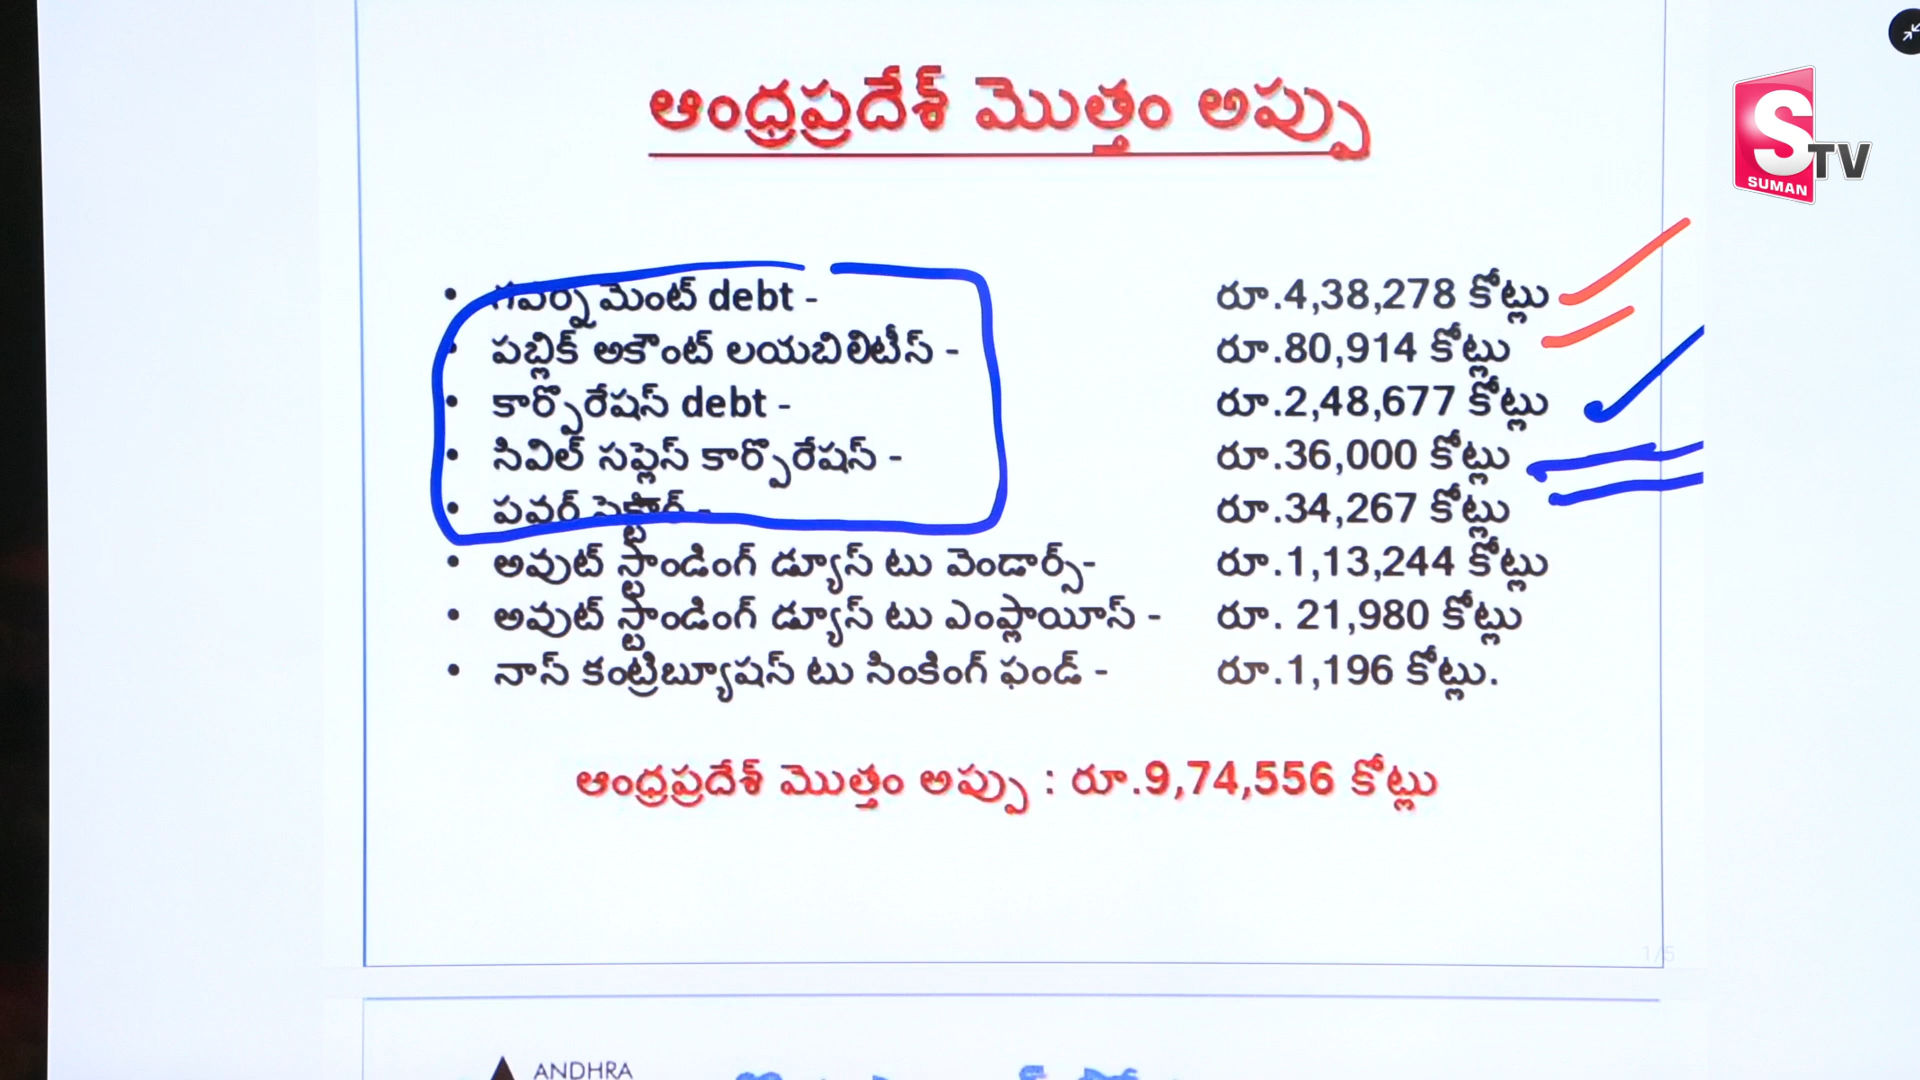 ఆంధ్రప్రదేశ్ మొత్తం అప్పు
S TV
SUMAN
• గవర్న్‌మెంట్ debt - రూ.4,38,278 కోట్లు
• పబ్లిక్ అకౌంట్ లయబిలిటీస్ - రూ.80,914 కోట్లు
• కార్పొరేషన్ debt - రూ.2,48,677 కోట్లు
• సివిల్ సప్లైస్ కార్పొరేషన్ - రూ.36,000 కోట్లు
• పవర్ సెక్టార్ - రూ.34,267 కోట్లు
• అవుట్ స్టాండింగ్ డ్యూస్ టు వెండార్స్- రూ.1,13,244 కోట్లు
• అవుట్ స్టాండింగ్ డ్యూస్ టు ఎంప్లాయీస్ - రూ. 21,980 కోట్లు
• నాన్ కంట్రిబ్యూషన్ టు సింకింగ్ ఫండ్ - రూ.1,196 కోట్లు.
ఆంధ్రప్రదేశ్ మొత్తం అప్పు : రూ.9,74,556 కోట్లు
1/5
ANDHRA